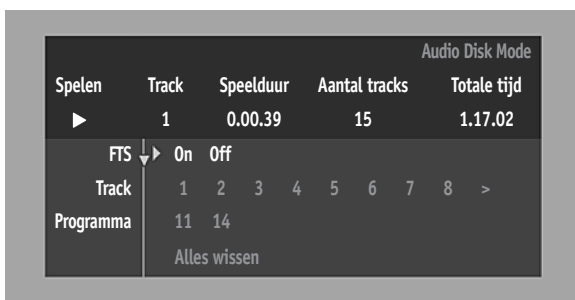 Audio Disk Mode
Spelen Track Speelduur Aantal tracks Totale tijd
1 0.00.39 15 1.17.02
FTS On Off
Track 1 2 3 4 5 6 7 8 >
Programma 11 14
Alles wissen